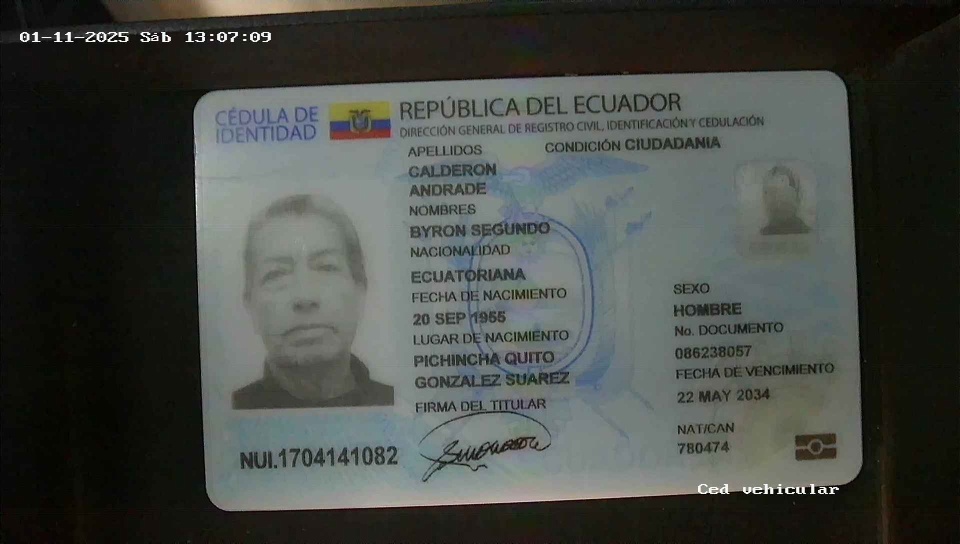 01-11-2025 Sáb 13:07:09
CÉDULA DE
IDENTIDAD
REPÚBLICA DEL ECUADOR
DIRECCIÓN GENERAL DE REGISTRO CIVIL, IDENTIFICACIÓN Y CEDULACIÓN
APELLIDOS
CONDICIÓN CIUDADANIA
CALDERON
ANDRADE
NOMBRES
BYRON SEGUNDO
NACIONALIDAD
ECUATORIANA
FECHA DE NACIMIENTO
20 SEP 1955
LUGAR DE NACIMIENTO
PICHINCHA QUITO
GONZALEZ SUAREZ
FIRMA DEL TITULAR
SEXO
HOMBRE
No. DOCUMENTO
086238057
FECHA DE VENCIMIENTO
22 MAY 2034
NAT/CAN
780474
NUI.1704141082
Ced vehicular